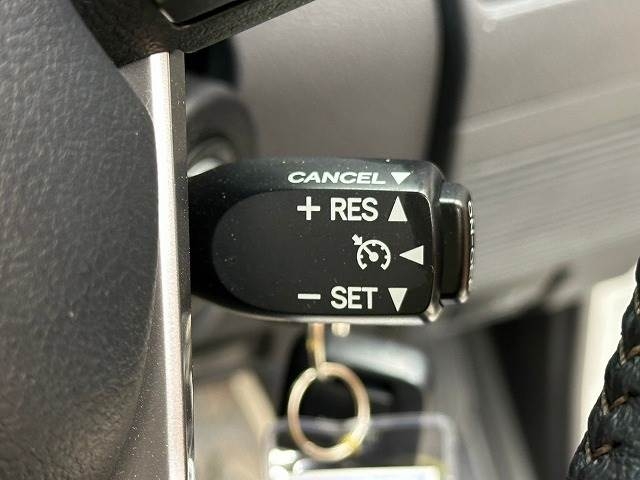 CANCEL ▼
+ RES ▲
◀
− SET ▼